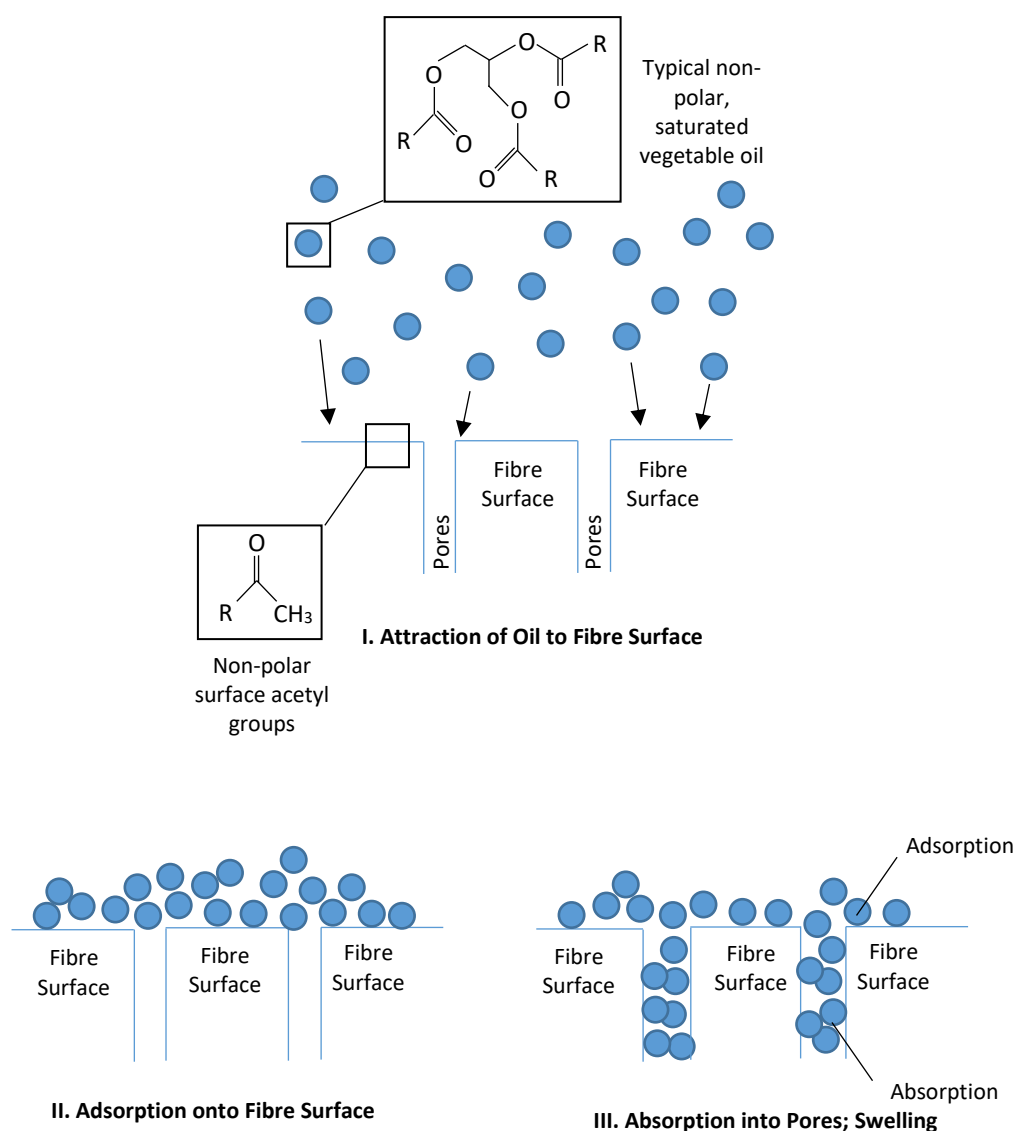 O
R
O
O
O
R
O
O
R
Typical non-
polar,
saturated
vegetable oil
Fibre
Surface
Fibre
Surface
Pores
Pores
O
R
CH₃
I. Attraction of Oil to Fibre Surface
Non-polar
surface acetyl
groups
Adsorption
Fibre
Surface
Fibre
Surface
Fibre
Surface
Fibre
Surface
Fibre
Surface
Fibre
Surface
Absorption
II. Adsorption onto Fibre Surface
III. Absorption into Pores; Swelling